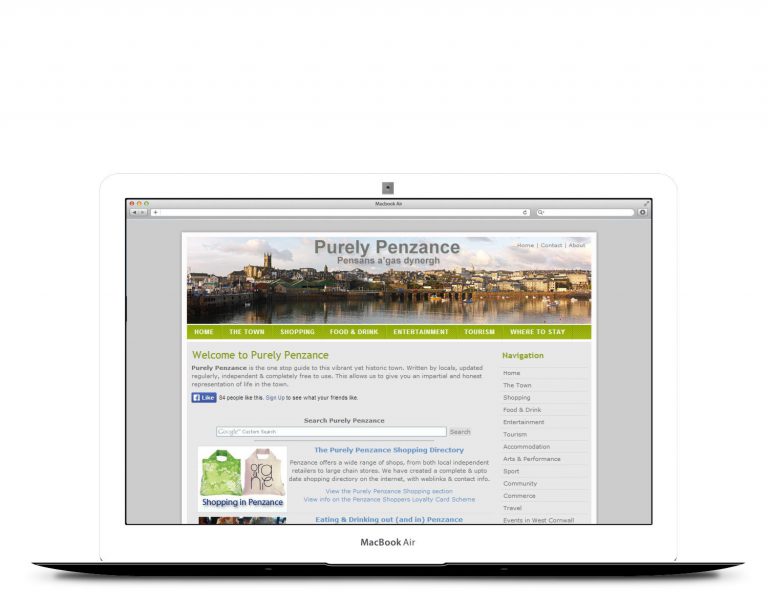 Macbook Air
Purely Penzance
Pensans a'gas dynergh
Home | Contact | About
HOME THE TOWN SHOPPING FOOD & DRINK ENTERTAINMENT TOURISM WHERE TO STAY
Welcome to Purely Penzance
Purely Penzance is the one stop guide to this vibrant yet historic town. Written by locals, updated
regularly, independent & completely free to use. This allows us to give you an impartial and honest
representation of life in the town.
Like 84 people like this. Sign Up to see what your friends like.
Search Purely Penzance
Google™ Custom Search Search
The Purely Penzance Shopping Directory
Penzance offers a wide range of shops, from both local independent
retailers to large chain stores. We have created a complete & upto
date shopping directory on the internet, with weblinks & contact info.
View the Purely Penzance Shopping section
View info on the Penzance Shoppers Loyalty Card Scheme
orga
nic
Shopping in Penzance
Eating & Drinking out (and in) Penzance
Navigation
Home
The Town
Shopping
Food & Drink
Entertainment
Tourism
Accommodation
Arts & Performance
Sport
Community
Commerce
Travel
Events in West Cornwall
MacBook Air